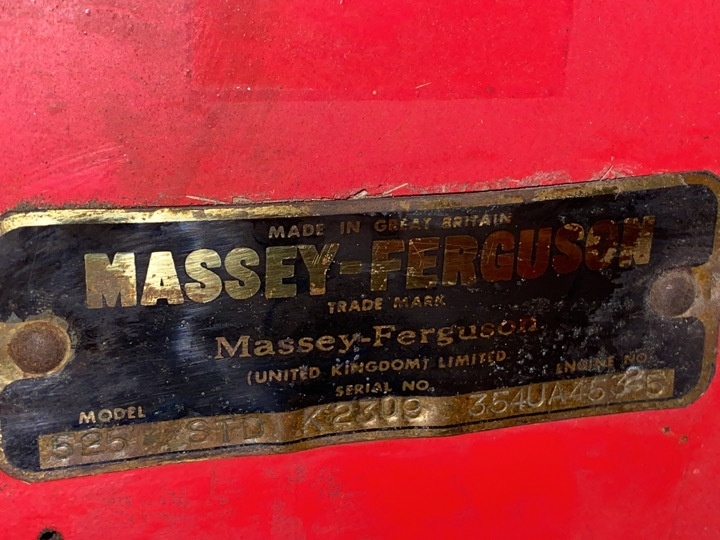 MADE IN GREAT BRITAIN
MASSEY-FERGUSON
TRADE MARK
Massey-Ferguson
(UNITED KINGDOM) LIMITED
MODEL SERIAL NO. ENGINE NO.
STD K2309